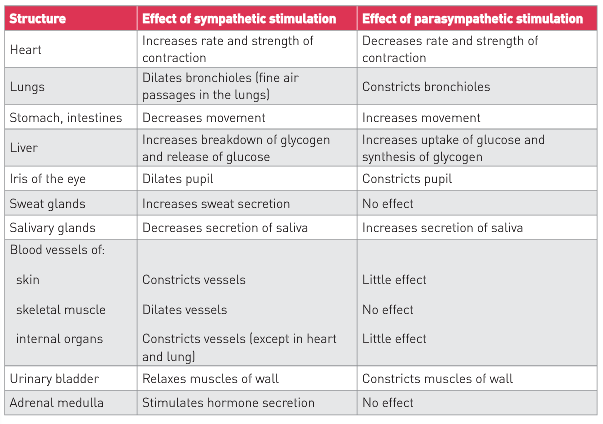 Structure Effect of sympathetic stimulation Effect of parasympathetic stimulation
Heart Increases rate and strength of contraction Decreases rate and strength of contraction
Lungs Dilates bronchioles (fine air passages in the lungs) Constricts bronchioles
Stomach, intestines Decreases movement Increases movement
Liver Increases breakdown of glycogen and release of glucose Increases uptake of glucose and synthesis of glycogen
Iris of the eye Dilates pupil Constricts pupil
Sweat glands Increases sweat secretion No effect
Salivary glands Decreases secretion of saliva Increases secretion of saliva
Blood vessels of:
skin Constricts vessels Little effect
skeletal muscle Dilates vessels No effect
internal organs Constricts vessels (except in heart and lung) Little effect
Urinary bladder Relaxes muscles of wall Constricts muscles of wall
Adrenal medulla Stimulates hormone secretion No effect